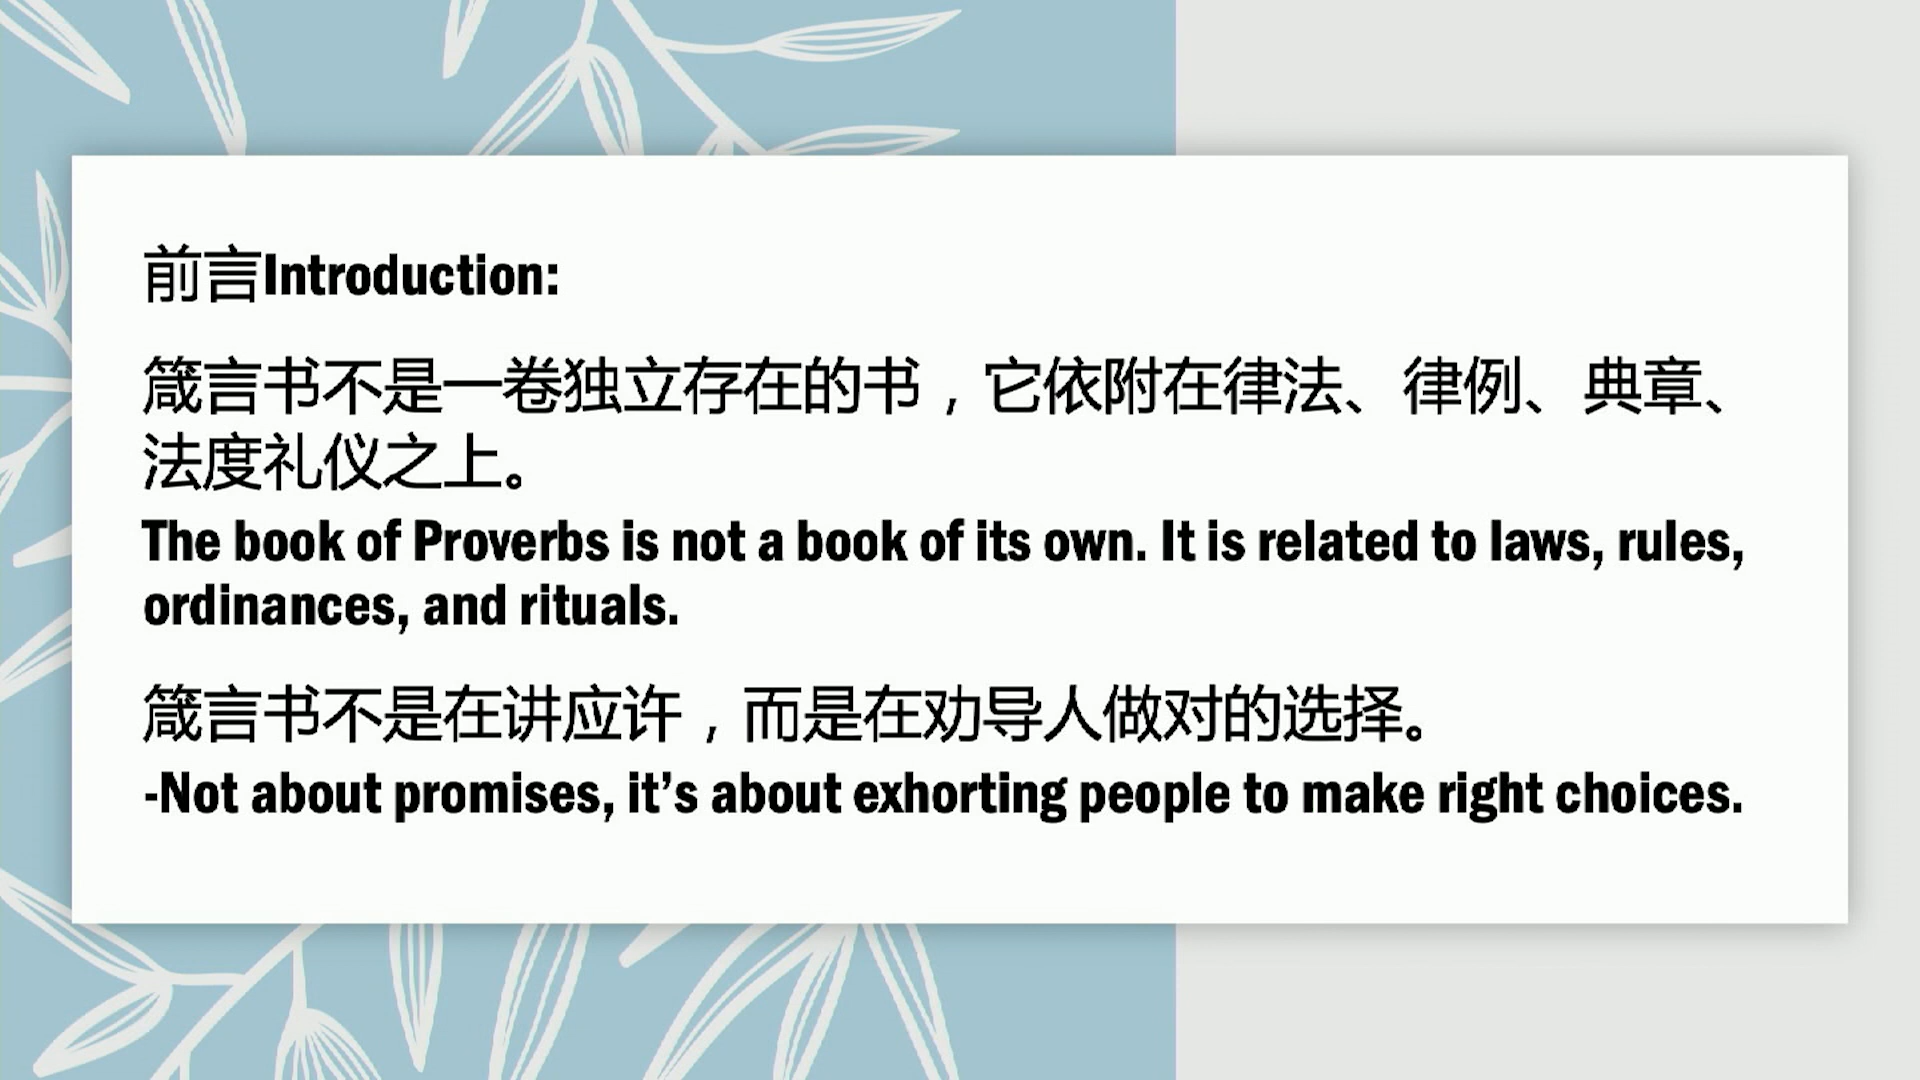 前言Introduction:
箴言书不是一卷独立存在的书，它依附在律法、律例、典章、
法度礼仪之上。
The book of Proverbs is not a book of its own. It is related to laws, rules,
ordinances, and rituals.
箴言书不是在讲应许，而是在劝导人做对的选择。
-Not about promises, it’s about exhorting people to make right choices.